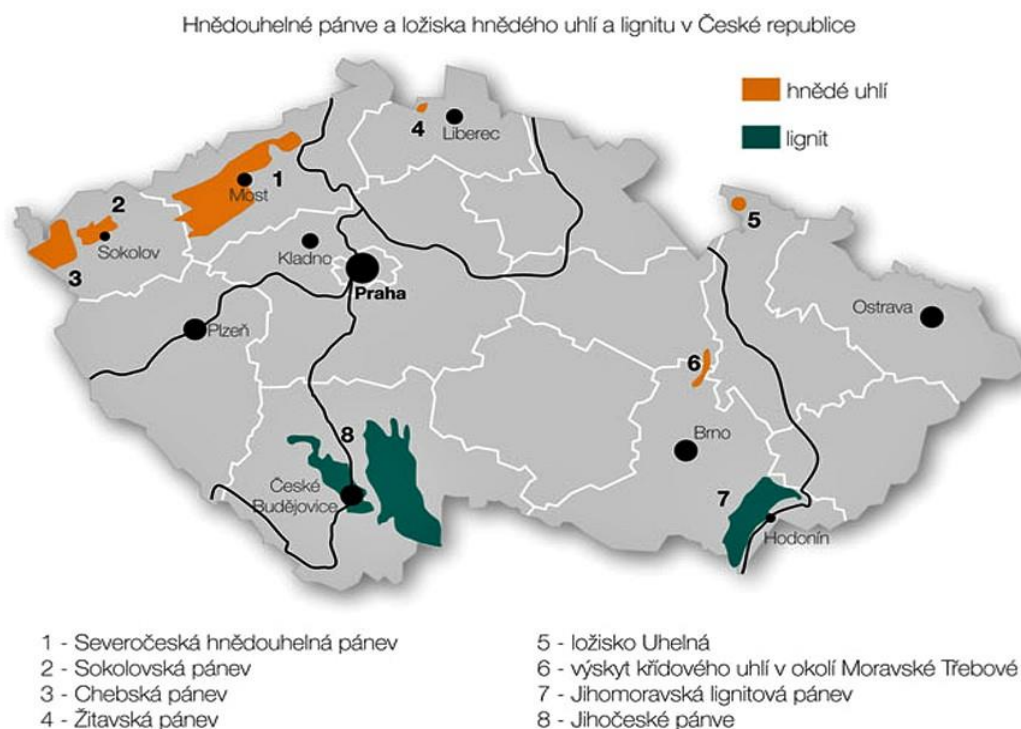 Hnědouhelné pánve a ložiska hnědého uhlí a lignitu v České republice
hnědé uhlí
lignit
4
Liberec
1
Most
2
Sokolov
3
Kladno
Praha
5
Plzeň
Ostrava
6
8
Brno
České
Budějovice
7
Hodonín
1 - Severočeská hnědouhelná pánev
2 - Sokolovská pánev
3 - Chebská pánev
4 - Žitavská pánev
5 - ložisko Uhelná
6 - výskyt křídového uhlí v okolí Moravské Třebové
7 - Jihomoravská lignitová pánev
8 - Jihočeské pánve